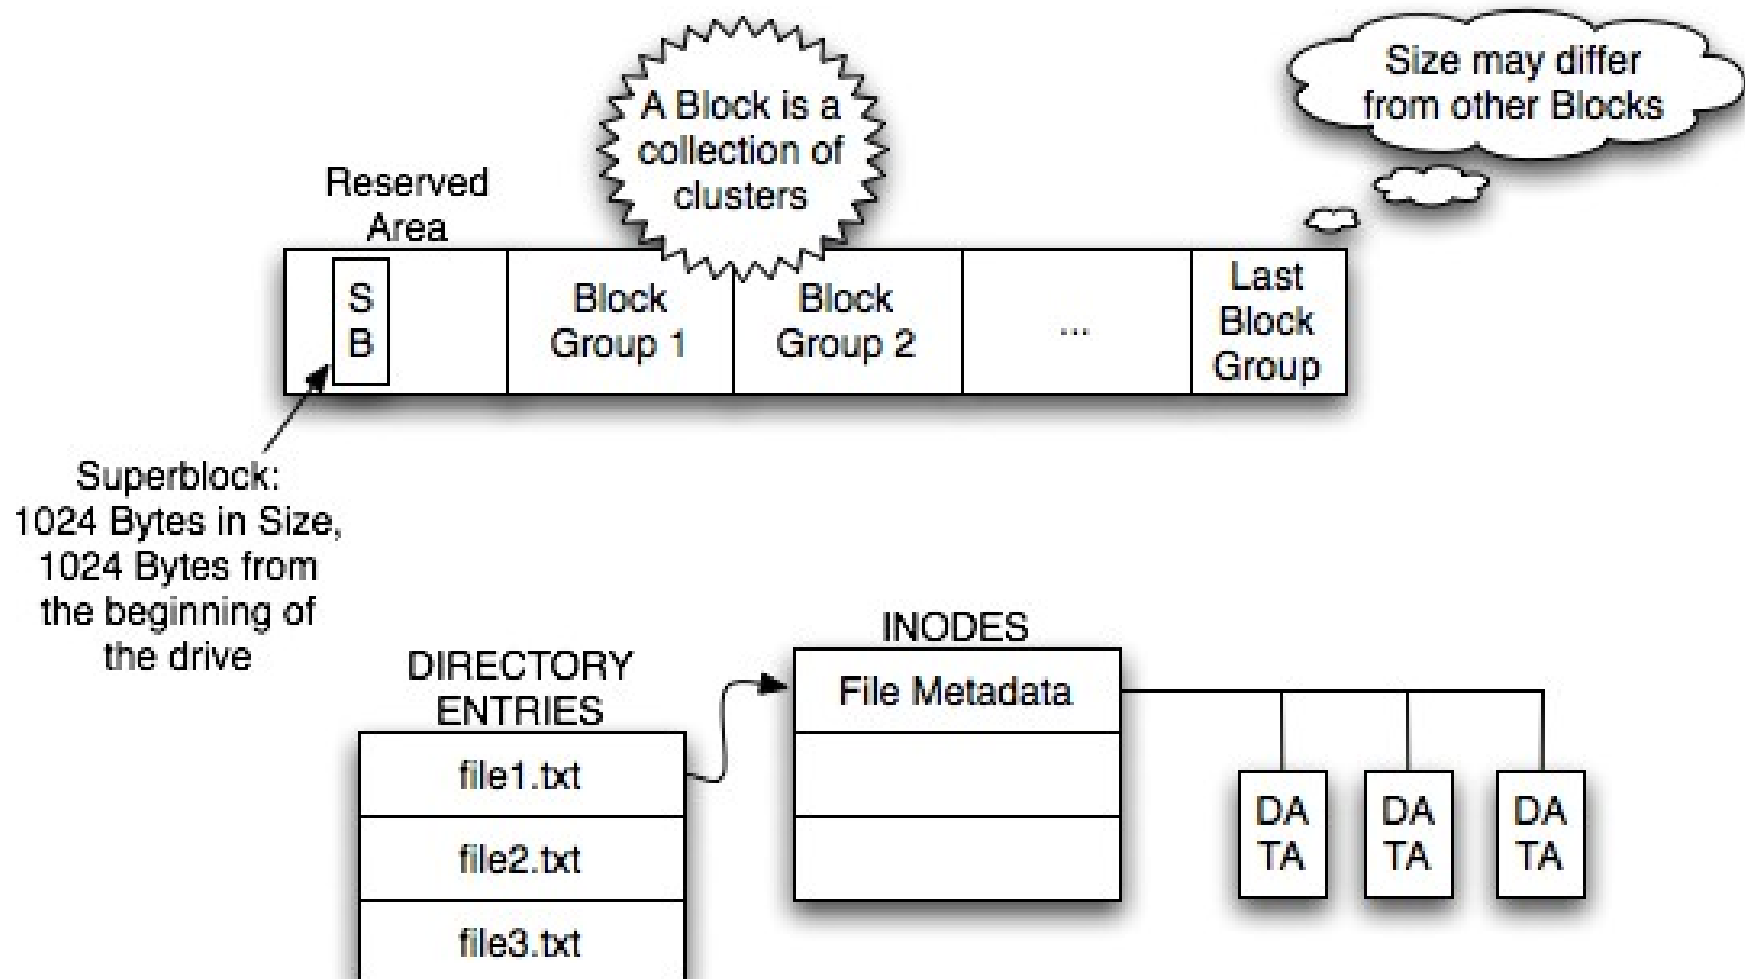 A Block is a
collection of
clusters
Size may differ
from other Blocks
Reserved
Area
S
B
Block
Group 1
Block
Group 2
...
Last
Block
Group
Superblock:
1024 Bytes in Size,
1024 Bytes from
the beginning of
the drive
DIRECTORY
ENTRIES
file1.txt
file2.txt
file3.txt
INODES
File Metadata
DA
TA
DA
TA
DA
TA